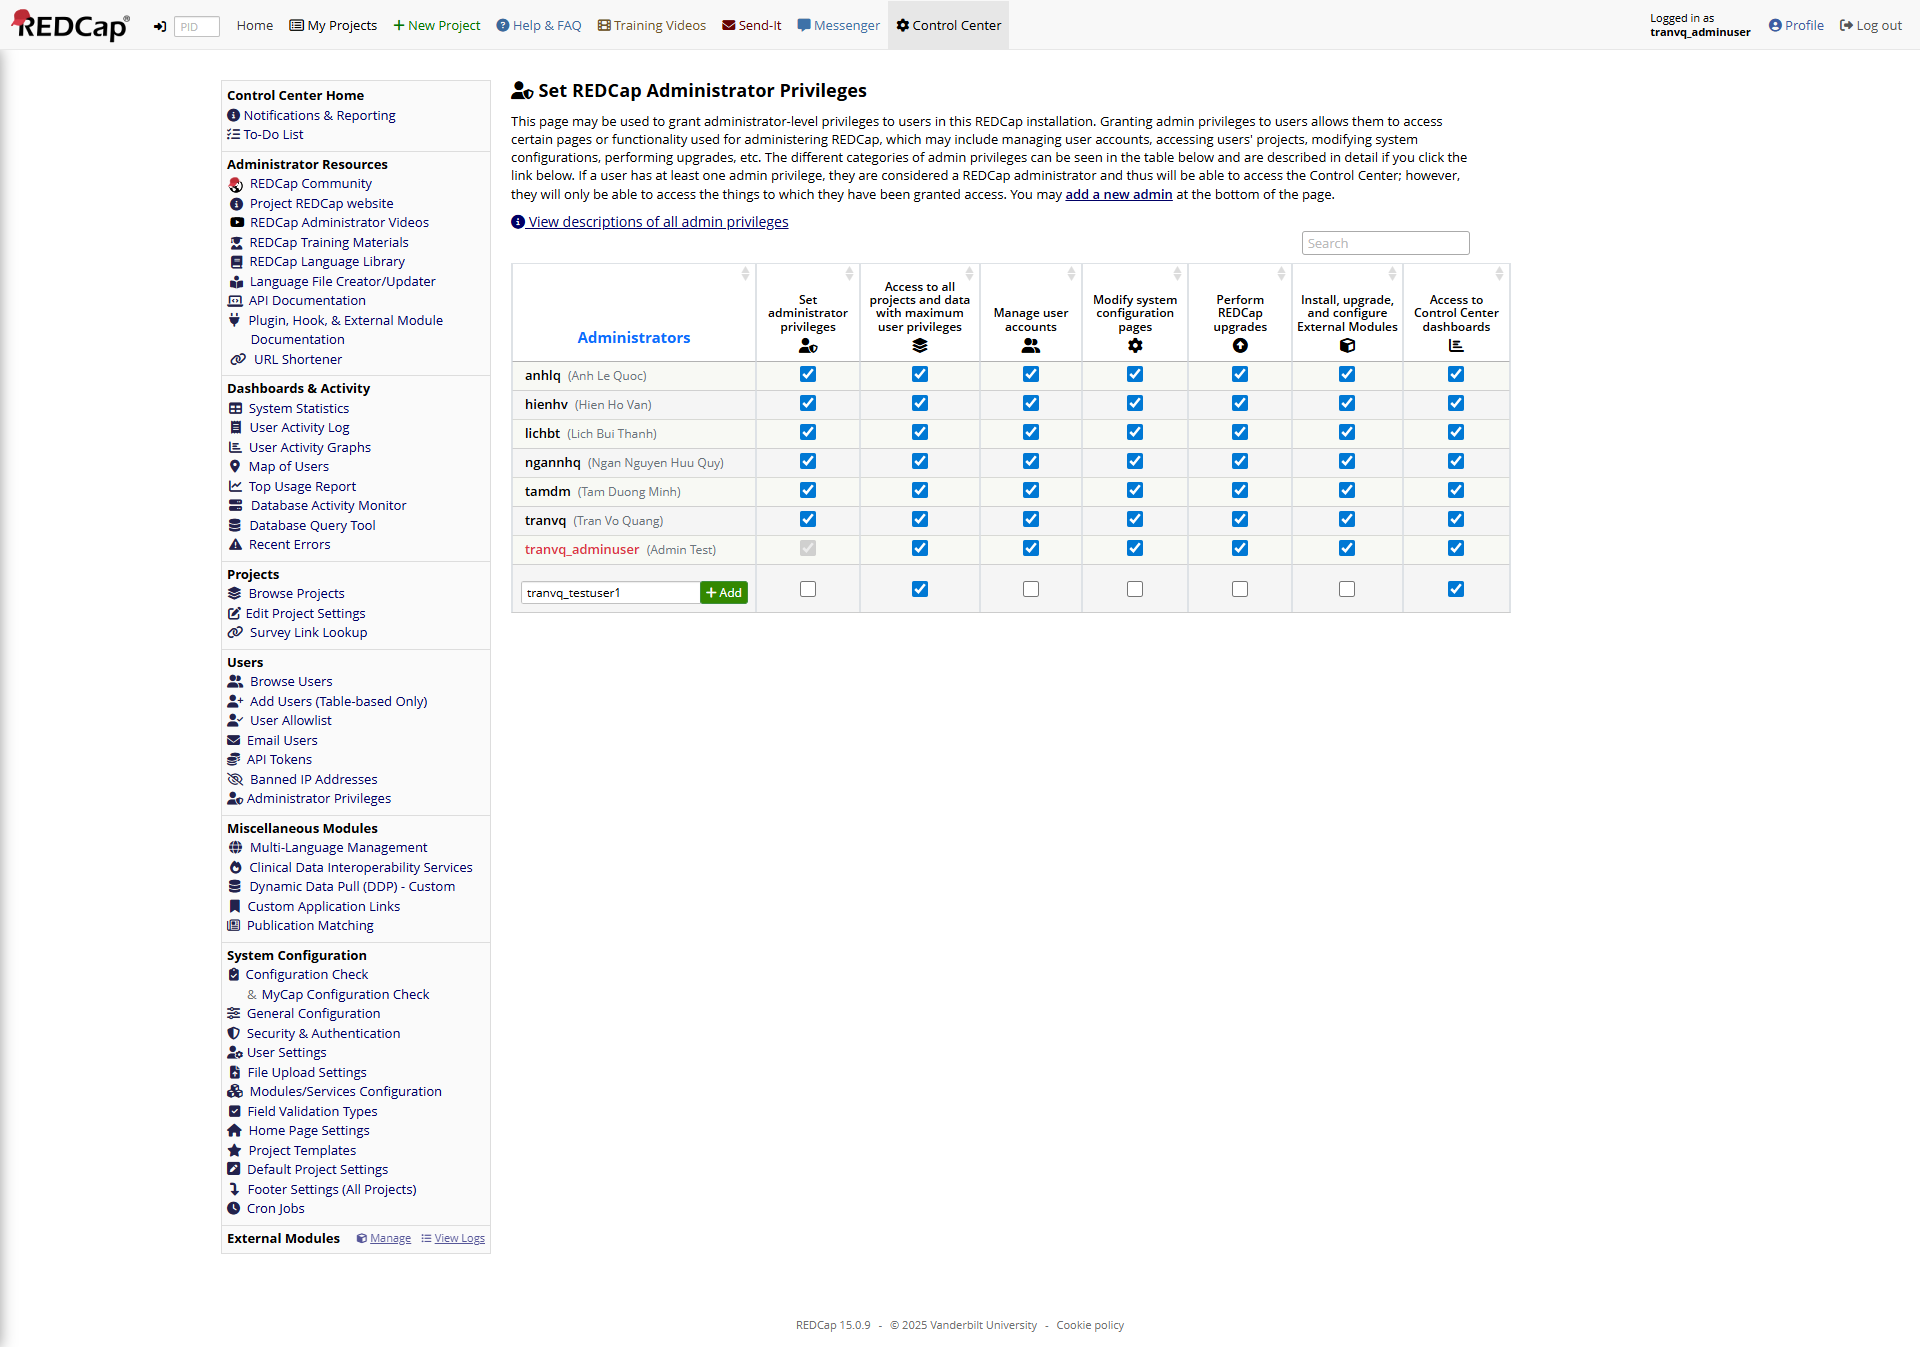 REDCap®
PID
Home
My Projects
New Project
Help & FAQ
Training Videos
Send-It
Messenger
Control Center
Logged in as
tranvq_adminuser
Profile
Log out
Control Center Home
Notifications & Reporting
To-Do List
Administrator Resources
REDCap Community
Project REDCap website
REDCap Administrator Videos
REDCap Training Materials
REDCap Language Library
Language File Creator/Updater
API Documentation
Plugin, Hook, & External Module
Documentation
URL Shortener
Dashboards & Activity
System Statistics
User Activity Log
User Activity Graphs
Map of Users
Top Usage Report
Database Activity Monitor
Database Query Tool
Recent Errors
Projects
Browse Projects
Edit Project Settings
Survey Link Lookup
Users
Browse Users
Add Users (Table-based Only)
User Allowlist
Email Users
API Tokens
Banned IP Addresses
Administrator Privileges
Miscellaneous Modules
Multi-Language Management
Clinical Data Interoperability Services
Dynamic Data Pull (DDP) - Custom
Custom Application Links
Publication Matching
System Configuration
Configuration Check
& MyCap Configuration Check
General Configuration
Security & Authentication
User Settings
File Upload Settings
Modules/Services Configuration
Field Validation Types
Home Page Settings
Project Templates
Default Project Settings
Footer Settings (All Projects)
Cron Jobs
External Modules Manage View Logs
Set REDCap Administrator Privileges
This page may be used to grant administrator-level privileges to users in this REDCap installation. Granting admin privileges to users allows them to access
certain pages or functionality used for administering REDCap, which may include managing user accounts, accessing users' projects, modifying system
configurations, performing upgrades, etc. The different categories of admin privileges can be seen in the table below and are described in detail if you click the
link below. If a user has at least one admin privilege, they are considered a REDCap administrator and thus will be able to access the Control Center; however,
they will only be able to access the things to which they have been granted access. You may add a new admin at the bottom of the page.
View descriptions of all admin privileges
Search
Administrators
Set
administrator
privileges
Access to all
projects and data
with maximum
user privileges
Manage user
accounts
Modify system
configuration
pages
Perform
REDCap
upgrades
Install, upgrade,
and configure
External Modules
Access to
Control Center
dashboards
anhlq (Anh Le Quoc)
hienhv (Hien Ho Van)
lichbt (Lich Bui Thanh)
ngannhq (Ngan Nguyen Huu Quy)
tamdm (Tam Duong Minh)
tranvq (Tran Vo Quang)
tranvq_adminuser (Admin Test)
tranvq_testuser1 Add
REDCap 15.0.9 - © 2025 Vanderbilt University - Cookie policy